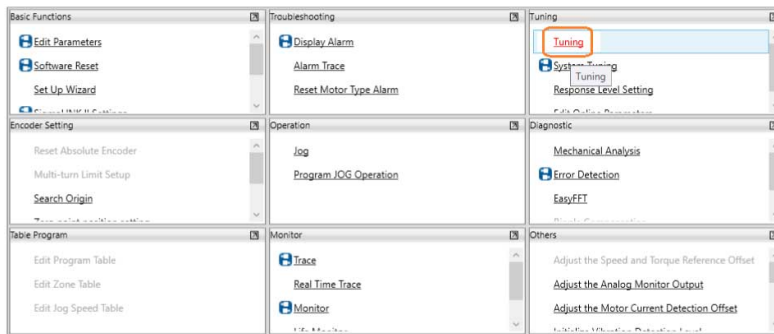 Basic Functions
Edit Parameters
Software Reset
Set Up Wizard
Troubleshooting
Display Alarm
Alarm Trace
Reset Motor Type Alarm
Tuning
Tuning
System Tuning
Tuning
Response Level Setting
Encoder Setting
Reset Absolute Encoder
Multi-turn Limit Setup
Search Origin
Operation
Jog
Program JOG Operation
Diagnostic
Mechanical Analysis
Error Detection
EasyFFT
Table Program
Edit Program Table
Edit Zone Table
Edit Jog Speed Table
Monitor
Trace
Real Time Trace
Monitor
Others
Adjust the Speed and Torque Reference Offset
Adjust the Analog Monitor Output
Adjust the Motor Current Detection Offset